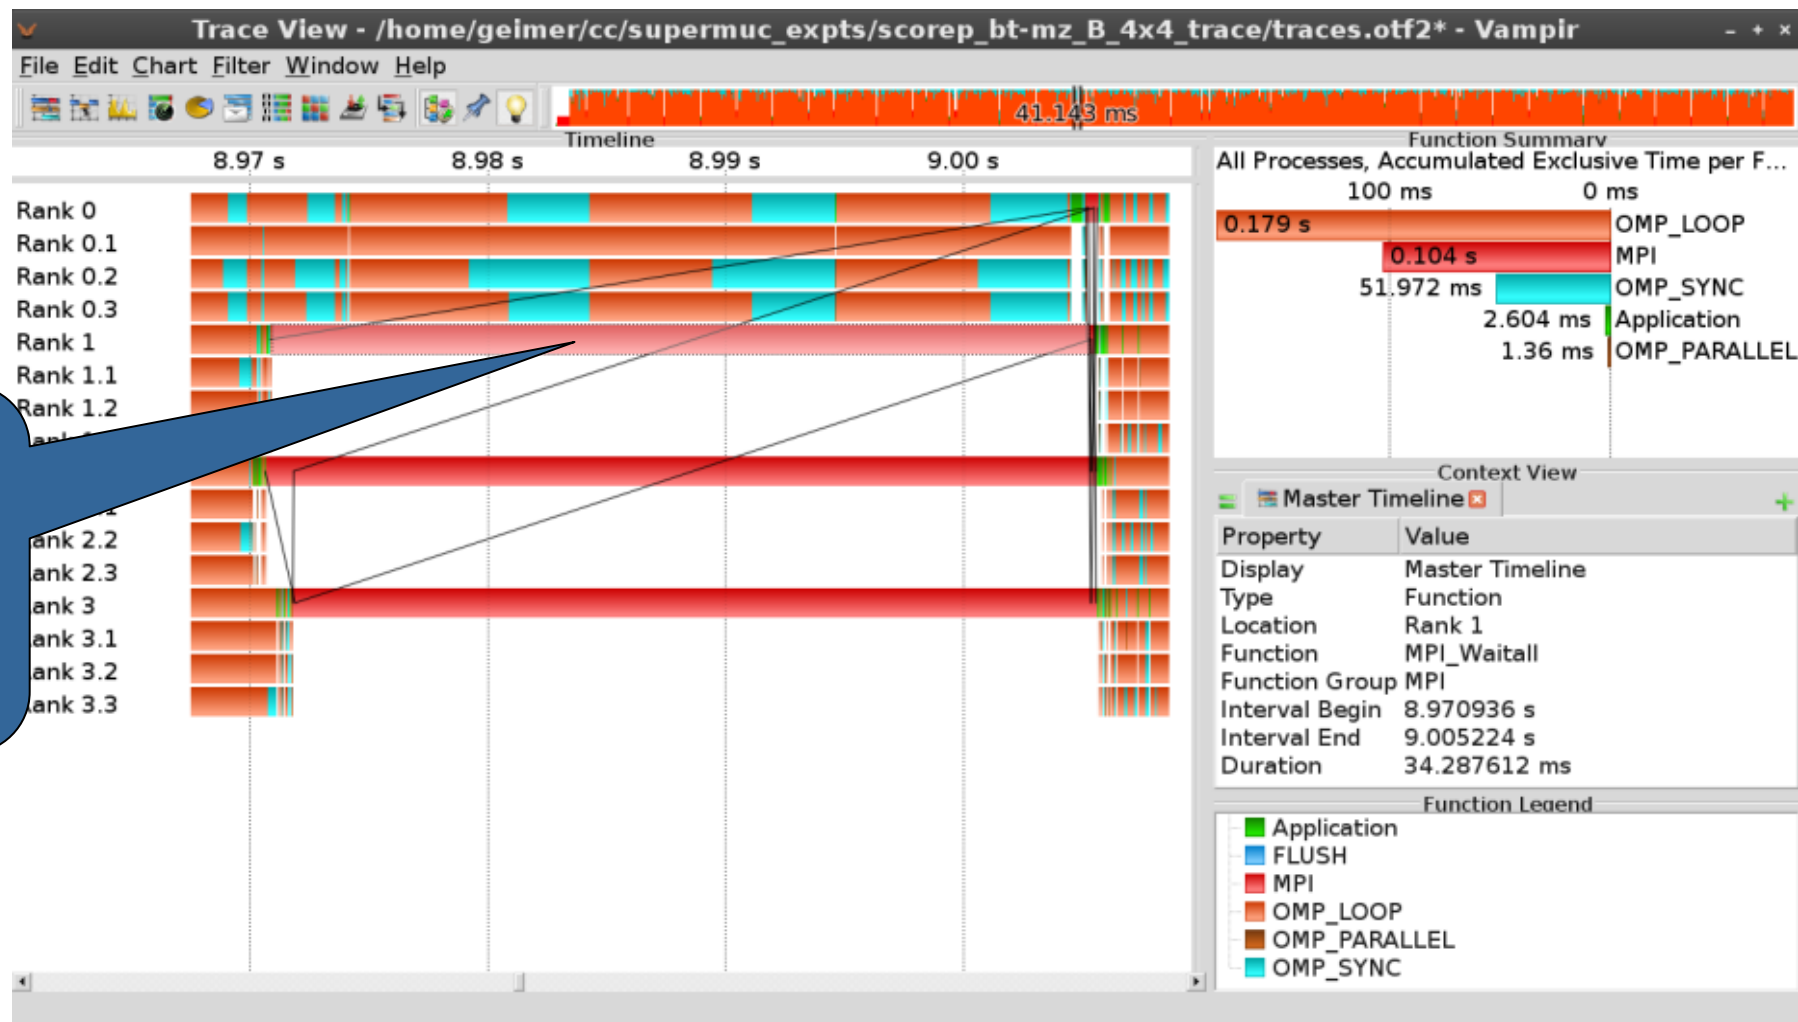 Trace View - /home/geimer/cc/supermuc_expts/scorep_bt-mz_B_4x4_trace/traces.otf2* - Vampir
File Edit Chart Filter Window Help
41.143 ms
Timeline
8.97 s 8.98 s 8.99 s 9.00 s
Rank 0
Rank 0.1
Rank 0.2
Rank 0.3
Rank 1
Rank 1.1
Rank 1.2
ank 2.2
ank 2.3
ank 3
ank 3.1
ank 3.2
ank 3.3
Function Summary
All Processes, Accumulated Exclusive Time per F...
100 ms 0 ms
0.179 s OMP_LOOP
0.104 s MPI
51.972 ms OMP_SYNC
2.604 ms Application
1.36 ms OMP_PARALLEL
Context View
Master Timeline
Property Value
Display Master Timeline
Type Function
Location Rank 1
Function MPI_Waitall
Function Group MPI
Interval Begin 8.970936 s
Interval End 9.005224 s
Duration 34.287612 ms
Function Legend
Application
FLUSH
MPI
OMP_LOOP
OMP_PARALLEL
OMP_SYNC